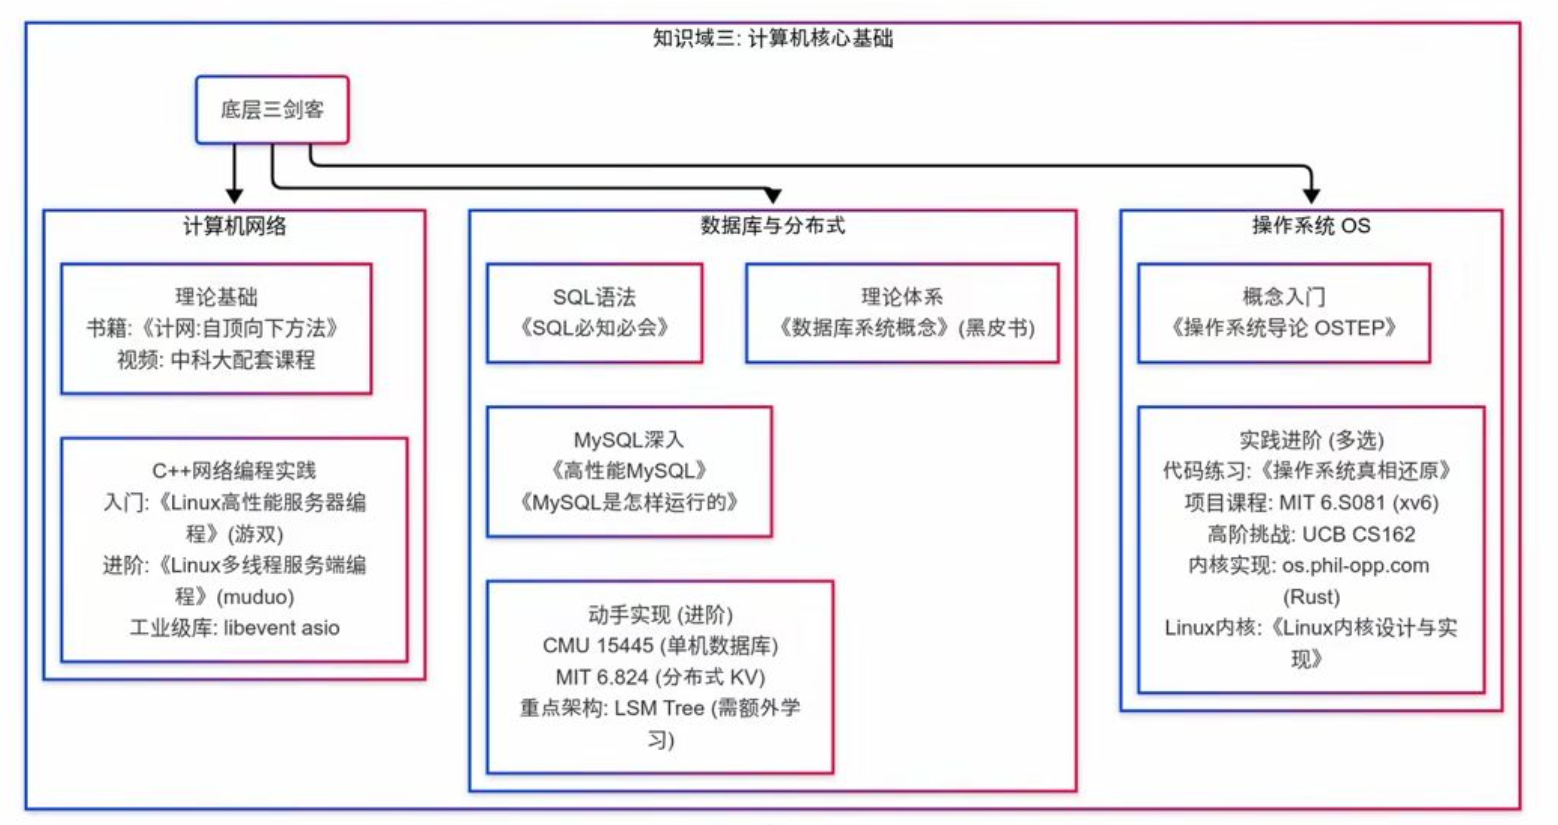 知识域三: 计算机核心基础
底层三剑客
计算机网络
理论基础
书籍:《计网:自顶向下方法》
视频: 中科大配套课程
C++网络编程实践
入门:《Linux高性能服务器编
程》(游双)
进阶:《Linux多线程服务端编
程》(muduo)
工业级库: libevent asio
数据库与分布式
SQL语法
《SQL必知必会》
理论体系
《数据库系统概念》(黑皮书)
MySQL深入
《高性能MySQL》
《MySQL是怎样运行的》
动手实现 (进阶)
CMU 15445 (单机数据库)
MIT 6.824 (分布式 KV)
重点架构: LSM Tree (需额外学
习)
操作系统 OS
概念入门
《操作系统导论 OSTEP》
实践进阶 (多选)
代码练习:《操作系统真相还原》
项目课程: MIT 6.S081 (xv6)
高阶挑战: UCB CS162
内核实现: os.phil-opp.com
(Rust)
Linux内核:《Linux内核设计与实
现》